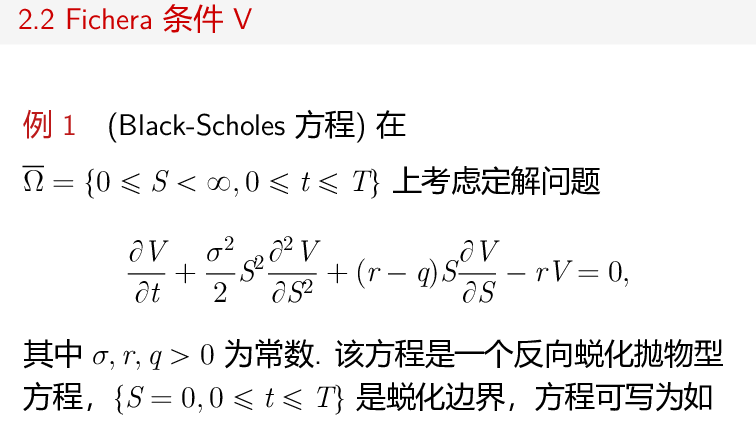 2.2 Fichera 条件 V
例 1 (Black-Scholes 方程) 在
$\overline{\Omega} = \{0 \leqslant S < \infty, 0 \leqslant t \leqslant T\}$ 上考虑定解问题
$\frac{\partial V}{\partial t} + \frac{\sigma^2}{2} S^2 \frac{\partial^2 V}{\partial S^2} + (r - q) S \frac{\partial V}{\partial S} - rV = 0,$
其中 $\sigma, r, q > 0$ 为常数. 该方程是一个反向蜕化抛物型
方程，$\{S = 0, 0 \leqslant t \leqslant T\}$ 是蜕化边界，方程可写为如